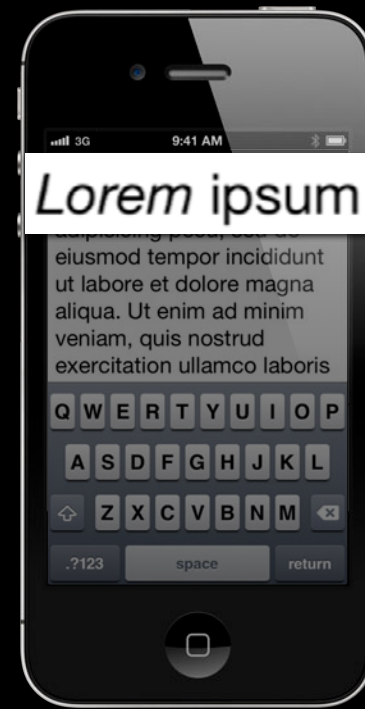 3G 9:41 AM
Lorem ipsum
eiusmod tempor incididunt
ut labore et dolore magna
aliqua. Ut enim ad minim
veniam, quis nostrud
exercitation ullamco laboris
Q W E R T Y U I O P
A S D F G H J K L
Z X C V B N M
.?123 space return